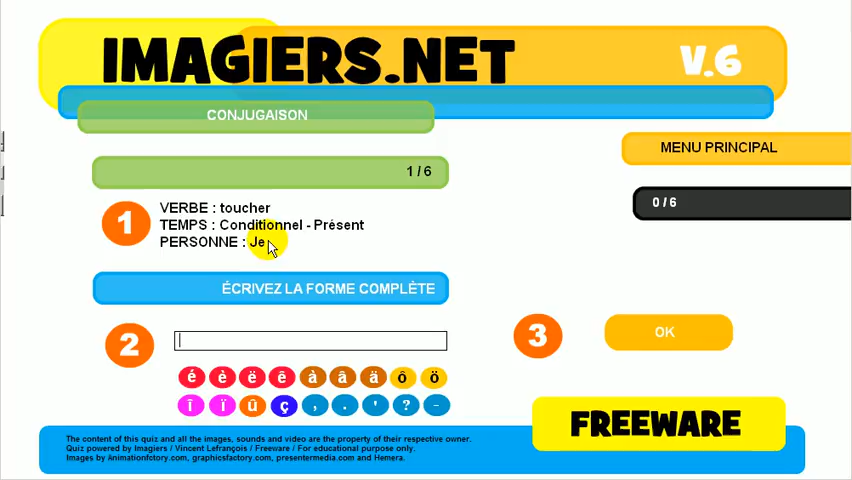 IMAGIERS.NET
V.6
CONJUGAISON
MENU PRINCIPAL
1 / 6
0 / 6
1
VERBE : toucher
TEMPS : Conditionnel - Présent
PERSONNE : Je
ÉCRIVEZ LA FORME COMPLÈTE
2
3
OK
é è ë ê à â ä ô ö
î ï û ç , . ' ? -
FREEWARE
The content of this quiz and all the images, sounds and video are the property of their respective owner.
Quiz powered by Imagiers / Vincent Lefrançois / Freeware / For educational purpose only.
Images by Animationfctory.com, graphicsfactory.com, presentermedia.com and Hemera.